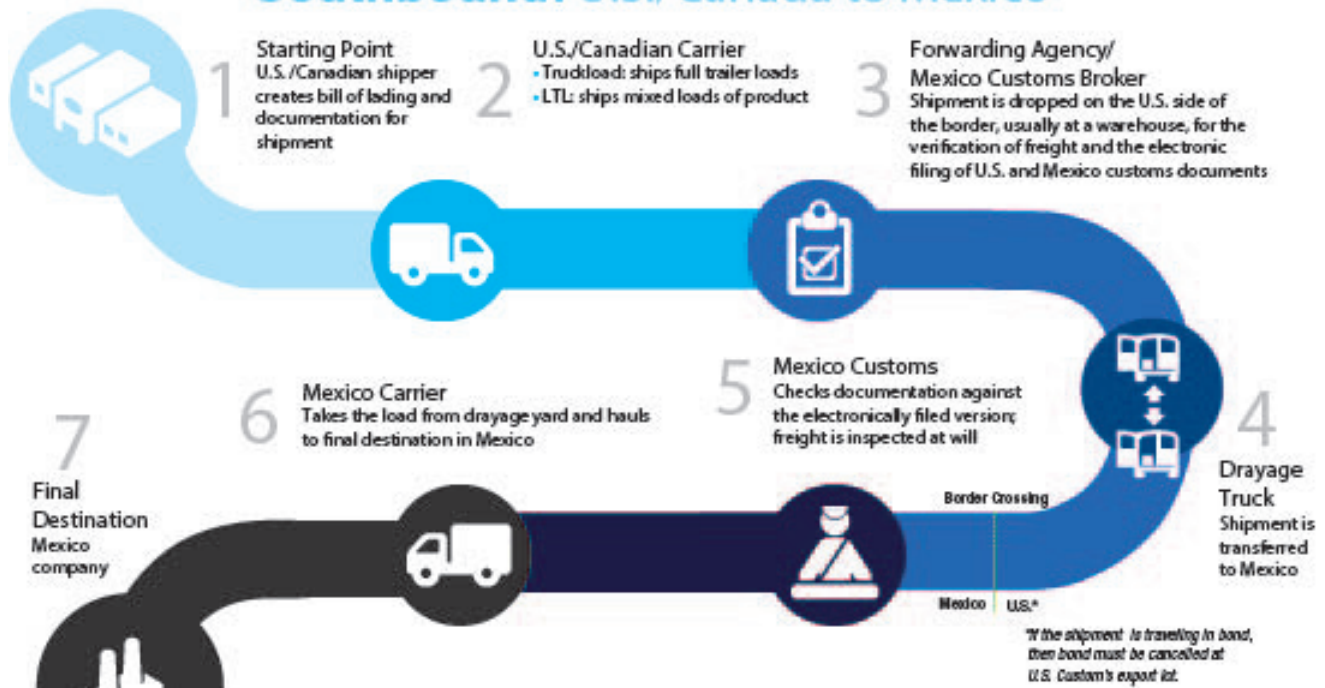 Southbound: U.S./Canada to Mexico
1
Starting Point
U.S./Canadian shipper
creates bill of lading and
documentation for
shipment
2
U.S./Canadian Carrier
• Truckload: ships full trailer loads
• LTL: ships mixed loads of product
3
Forwarding Agency/
Mexico Customs Broker
Shipment is dropped on the U.S. side of
the border, usually at a warehouse, for the
verification of freight and the electronic
filing of U.S. and Mexico customs documents
4
Drayage
Truck
Shipment is
transferred
to Mexico
5
Mexico Customs
Checks documentation against
the electronically filed version;
freight is inspected at will
6
Mexico Carrier
Takes the load from drayage yard and hauls
to final destination in Mexico
7
Final
Destination
Mexico
company
Border Crossing
Mexico
U.S.*
*If the shipment is traveling in bond,
then bond must be cancelled at
U.S. Custom's export lot.